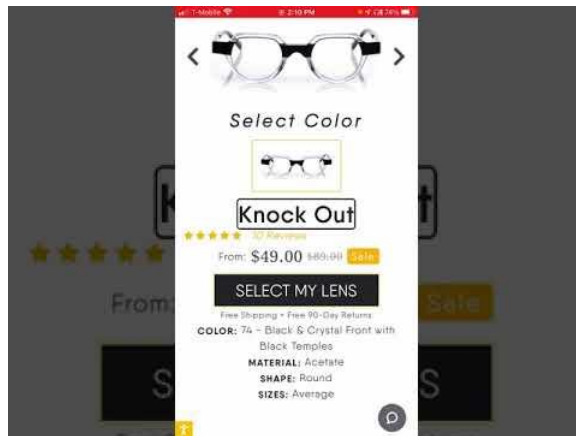 T-Mobile 2:10 PM 74%
Select Color
Knock Out
10 Reviews
From: $49.00 $89.00 Sale
SELECT MY LENS
Free Shipping + Free 90-Day Returns
COLOR: 74 - Black & Crystal Front with
Black Temples
MATERIAL: Acetate
SHAPE: Round
SIZES: Average